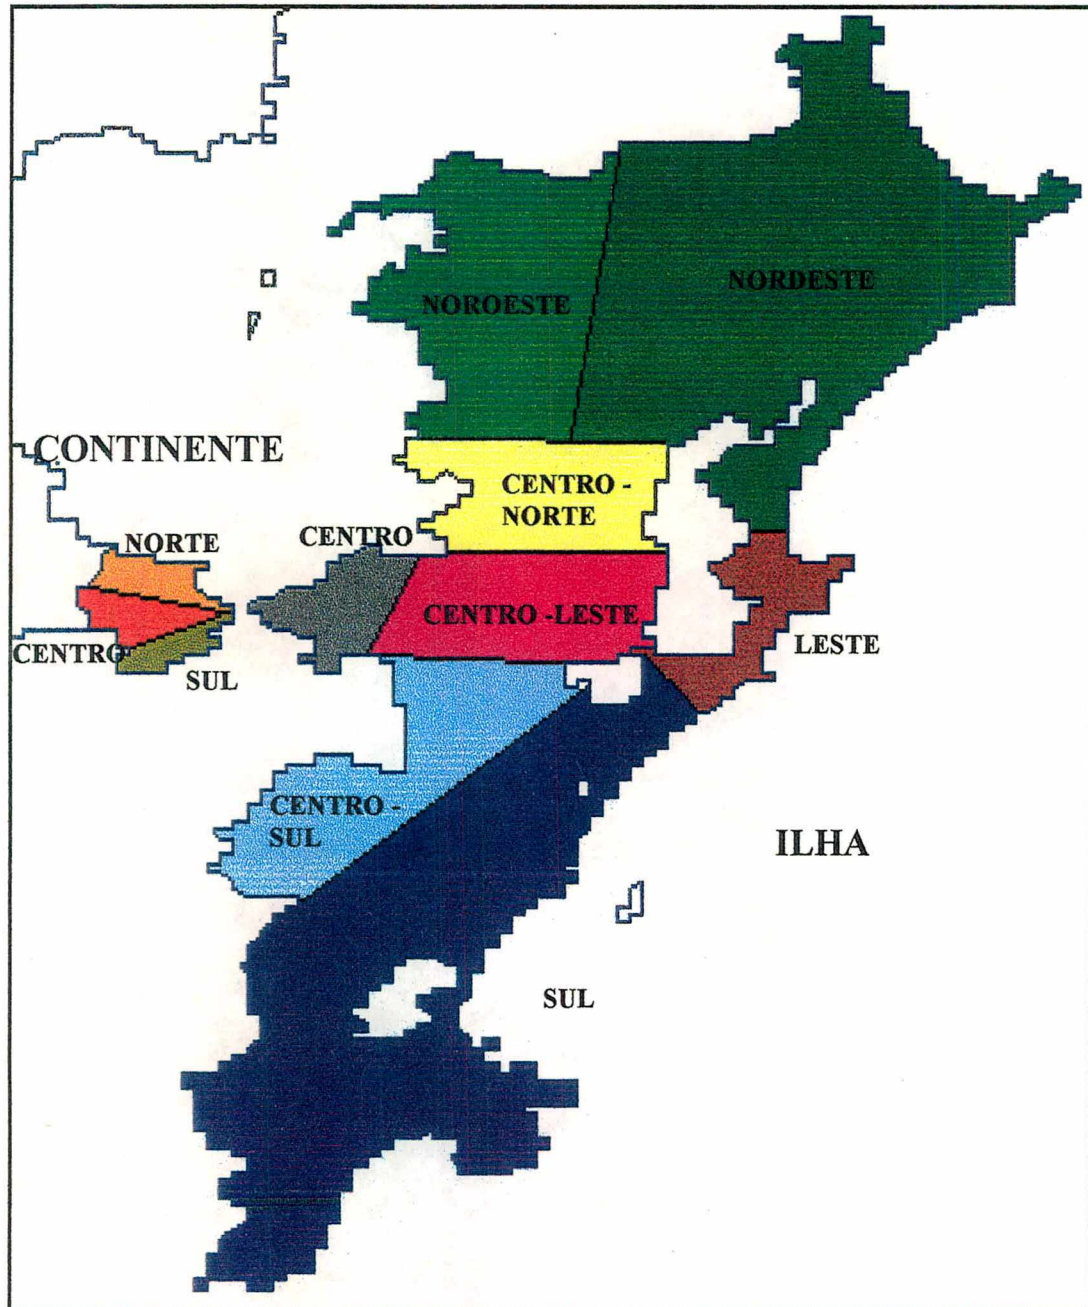 NORDESTE
NOROESTE
CONTINENTE
CENTRO -
NORTE
CENTRO
NORTE
CENTRO -LESTE
LESTE
CENTRO
SUL
CENTRO -
SUL
ILHA
SUL